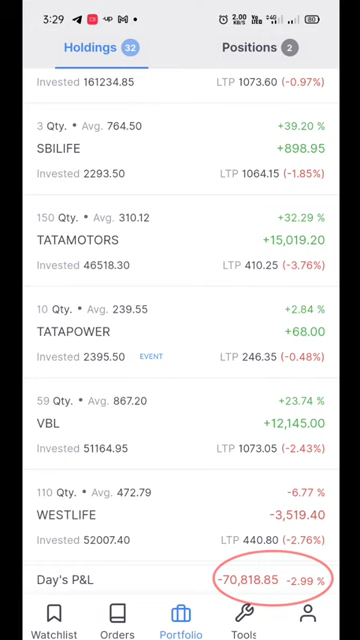 3:29 up M 2.00 KB/S 4G 80
Holdings 32 Positions 2
Invested 161234.85 LTP 1073.60 (-0.97%)
3 Qty. • Avg. 764.50 +39.20 %
SBILIFE +898.95
Invested 2293.50 LTP 1064.15 (-1.85%)
150 Qty. • Avg. 310.12 +32.29 %
TATAMOTORS +15,019.20
Invested 46518.30 LTP 410.25 (-3.76%)
10 Qty. • Avg. 239.55 +2.84 %
TATAPOWER +68.00
Invested 2395.50 EVENT LTP 246.35 (-0.48%)
59 Qty. • Avg. 867.20 +23.74 %
VBL +12,145.00
Invested 51164.95 LTP 1073.05 (-2.43%)
110 Qty. • Avg. 472.79 -6.77 %
WESTLIFE -3,519.40
Invested 52007.40 LTP 440.80 (-2.76%)
Day's P&L -70,818.85 -2.99 %
Watchlist Orders Portfolio Tools